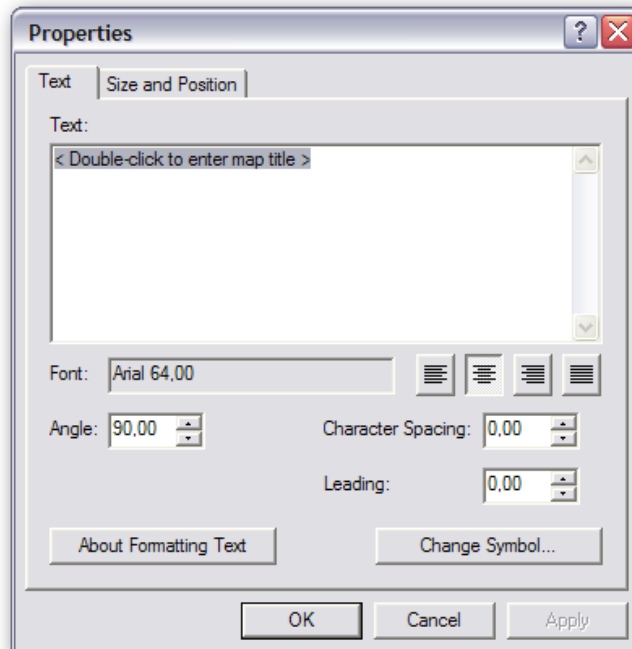 Properties
?
Text
Size and Position
Text:
< Double-click to enter map title >
Font:
Arial 64,00
Angle:
90,00
Character Spacing:
0,00
Leading:
0,00
About Formatting Text
Change Symbol...
OK
Cancel
Apply